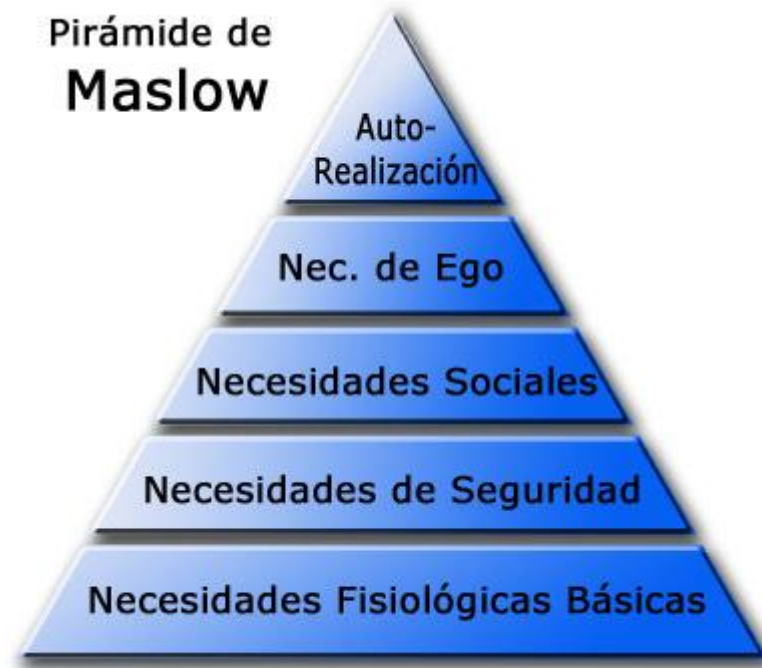 Pirámide de
Maslow
Auto-
Realización
Nec. de Ego
Necesidades Sociales
Necesidades de Seguridad
Necesidades Fisiológicas Básicas